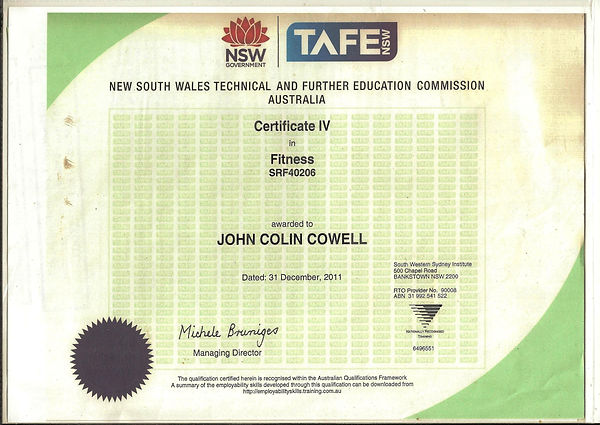 NSW
GOVERNMENT
TAFE NSW
NEW SOUTH WALES TECHNICAL AND FURTHER EDUCATION COMMISSION
AUSTRALIA
Certificate IV
in
Fitness
SRF40206
awarded to
JOHN COLIN COWELL
Dated: 31 December, 2011
South Western Sydney Institute
500 Chapel Road
BANKSTOWN NSW 2200
RTO Provider No. 90008
ABN 31 992 541 522
NATIONALLY RECOGNISED
TRAINING
6496551
Michele Bruniges
Managing Director
The qualification certified herein is recognised within the Australian Qualifications Framework.
A summary of the employability skills developed through this qualification can be downloaded from
http://employabilityskills.training.com.au